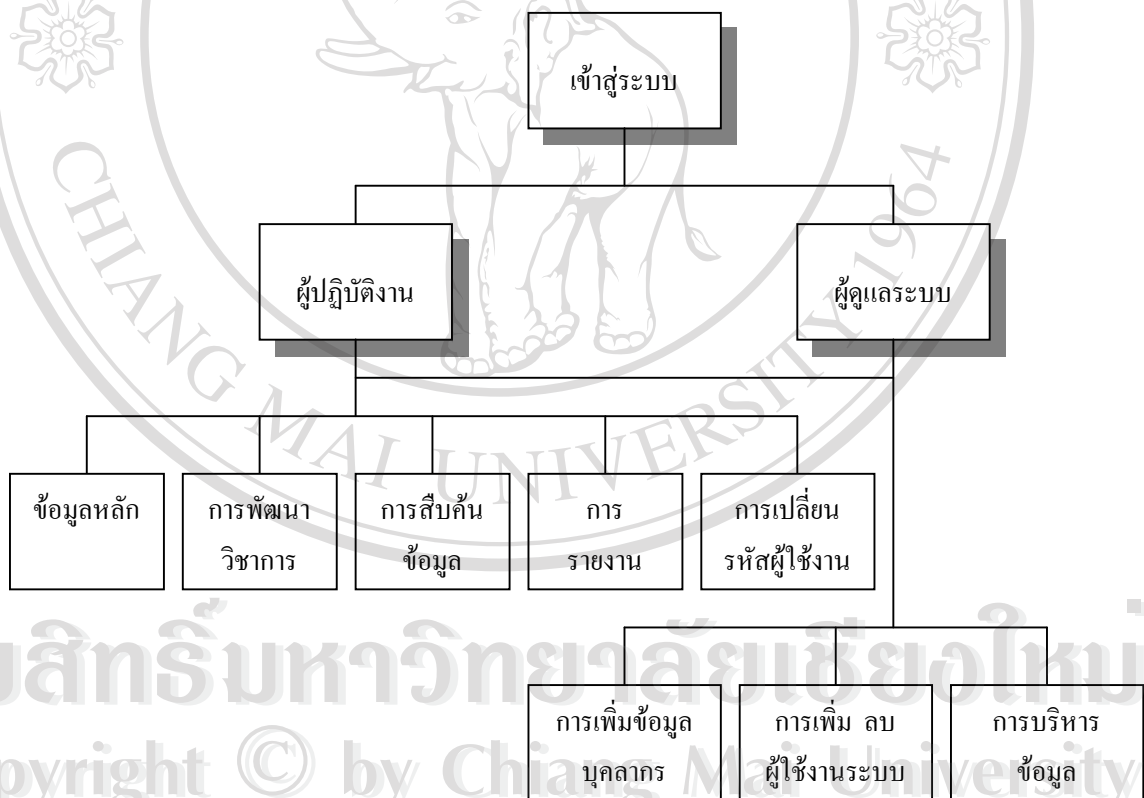 เข้าสู่ระบบ
ผู้ปฏิบัติงาน
ผู้ดูแลระบบ
ข้อมูลหลัก
การพัฒนา
วิชาการ
การสืบค้น
ข้อมูล
การ
รายงาน
การเปลี่ยน
รหัสผู้ใช้งาน
การเพิ่มข้อมูล
บุคลากร
การเพิ่ม ลบ
ผู้ใช้งานระบบ
การบริหาร
ข้อมูล
CHIANG MAI UNIVERSITY 1964
สิทธิ์มหาวิทยาลัยเชียงใหม่
by Chiang Mai University